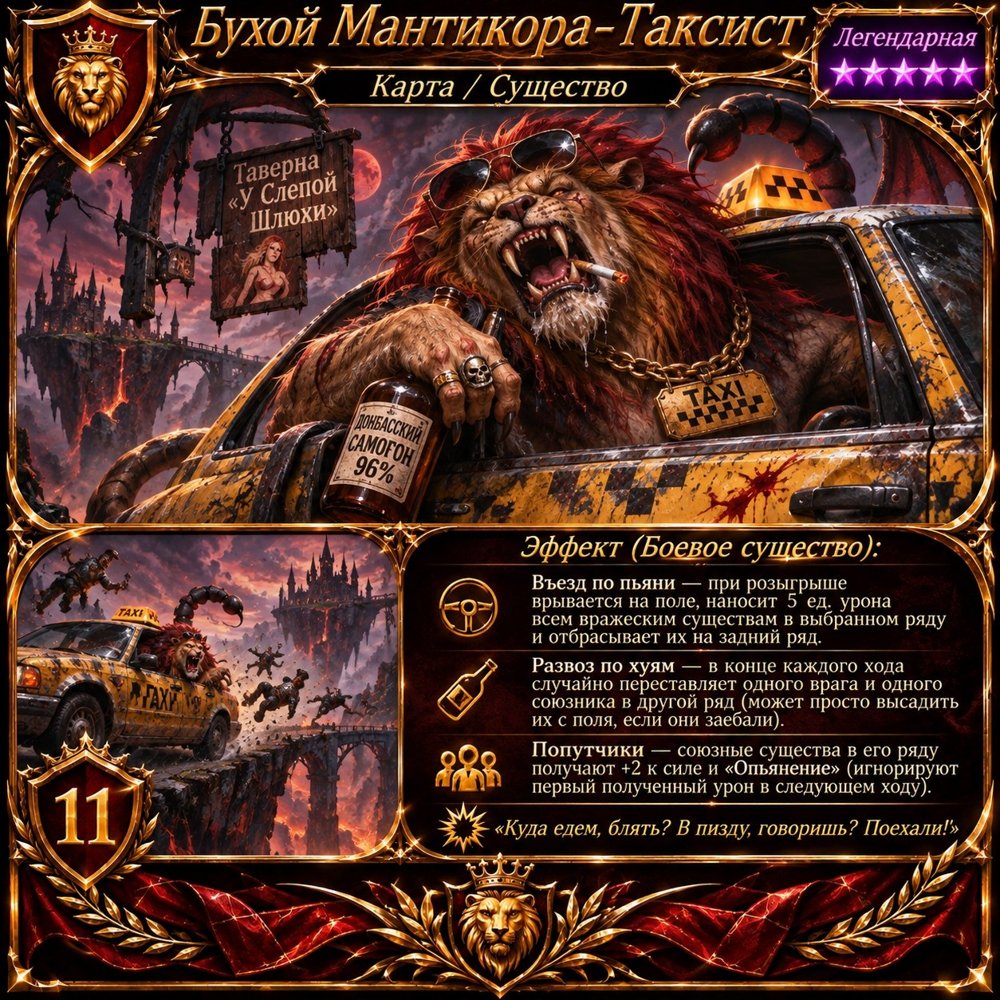 Бухой Мантикора-Таксист
Легендарная
Карта / Существо
Таверна
«У Слепой
Шлюхи»
TAXI
ДОНБАССКИЙ
САМОГОН
96%
Эффект (Боевое существо):
Въезд по пьяни — при розыгрыше
врывается на поле, наносит 5 ед. урона
всем вражеским существам в выбранном ряду
и отбрасывает их на задний ряд.
Развоз по хуям — в конце каждого хода
случайно переставляет одного врага и одного
союзника в другой ряд (может просто высадить
их с поля, если они заебали).
Попутчики — союзные существа в его ряду
получают +2 к силе и «Опьянение» (игнорируют
первый полученный урон в следующем ходу).
«Куда едем, блять? В пизду, говоришь? Поехали!»
TAXI
TAXI
11